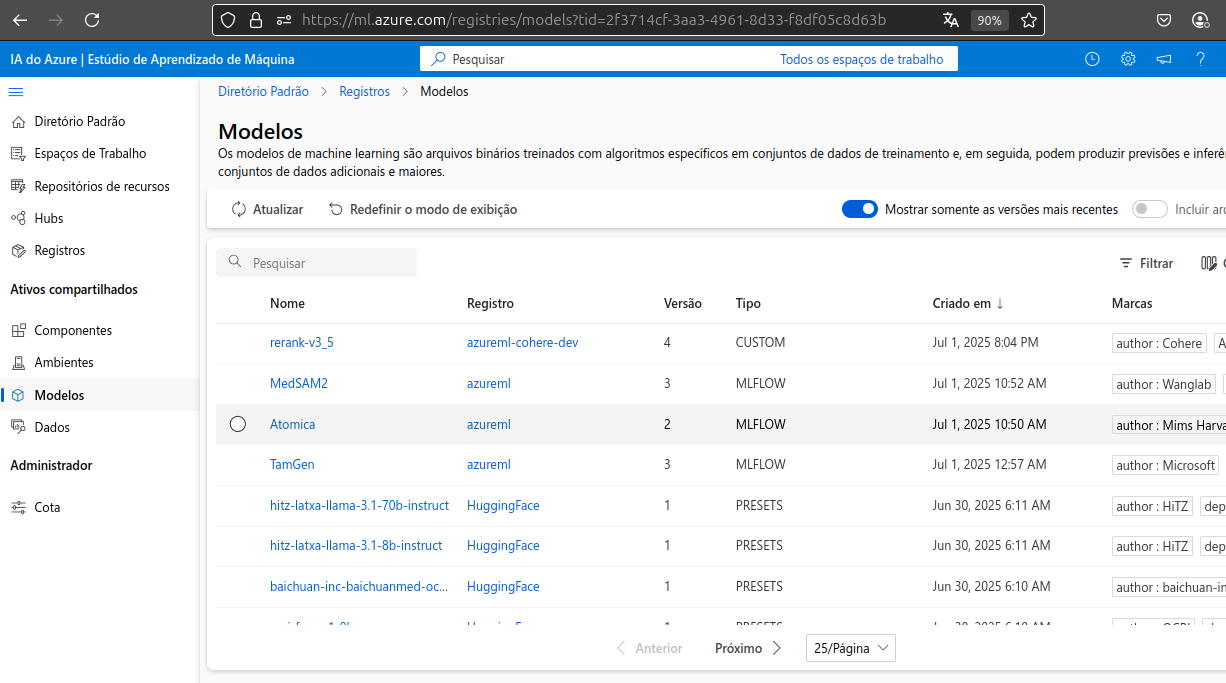 https://ml.azure.com/registries/models?tid=2f3714cf-3aa3-4961-8d33-f8df05c8d63b 90%
IA do Azure | Estúdio de Aprendizado de Máquina Pesquisar Todos os espaços de trabalho
Diretório Padrão > Registros > Modelos
Diretório Padrão
Espaços de Trabalho
Repositórios de recursos
Hubs
Registros
Ativos compartilhados
Componentes
Ambientes
Modelos
Dados
Administrador
Cota
Modelos
Os modelos de machine learning são arquivos binários treinados com algoritmos específicos em conjuntos de dados de treinamento e, em seguida, podem produzir previsões e inferê
conjuntos de dados adicionais e maiores.
Atualizar Redefinir o modo de exibição Mostrar somente as versões mais recentes Incluir arc
Pesquisar Filtrar
Nome Registro Versão Tipo Criado em ↓ Marcas
rerank-v3_5 azureml-cohere-dev 4 CUSTOM Jul 1, 2025 8:04 PM author : Cohere A
MedSAM2 azureml 3 MLFLOW Jul 1, 2025 10:52 AM author : Wanglab
Atomica azureml 2 MLFLOW Jul 1, 2025 10:50 AM author : Mims Harva
TamGen azureml 3 MLFLOW Jul 1, 2025 12:57 AM author : Microsoft
hitz-latxa-llama-3.1-70b-instruct HuggingFace 1 PRESETS Jun 30, 2025 6:11 AM author : HiTZ dep
hitz-latxa-llama-3.1-8b-instruct HuggingFace 1 PRESETS Jun 30, 2025 6:11 AM author : HiTZ dep
baichuan-inc-baichuanmed-oc... HuggingFace 1 PRESETS Jun 30, 2025 6:10 AM author : baichuan-in
Anterior Próximo 25/Página